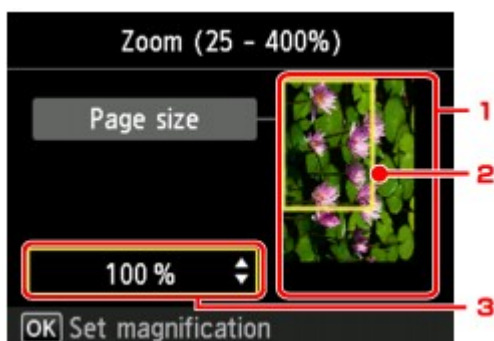 Zoom (25 - 400%)
1
Page size
2
100 %
3
OK Set magnification